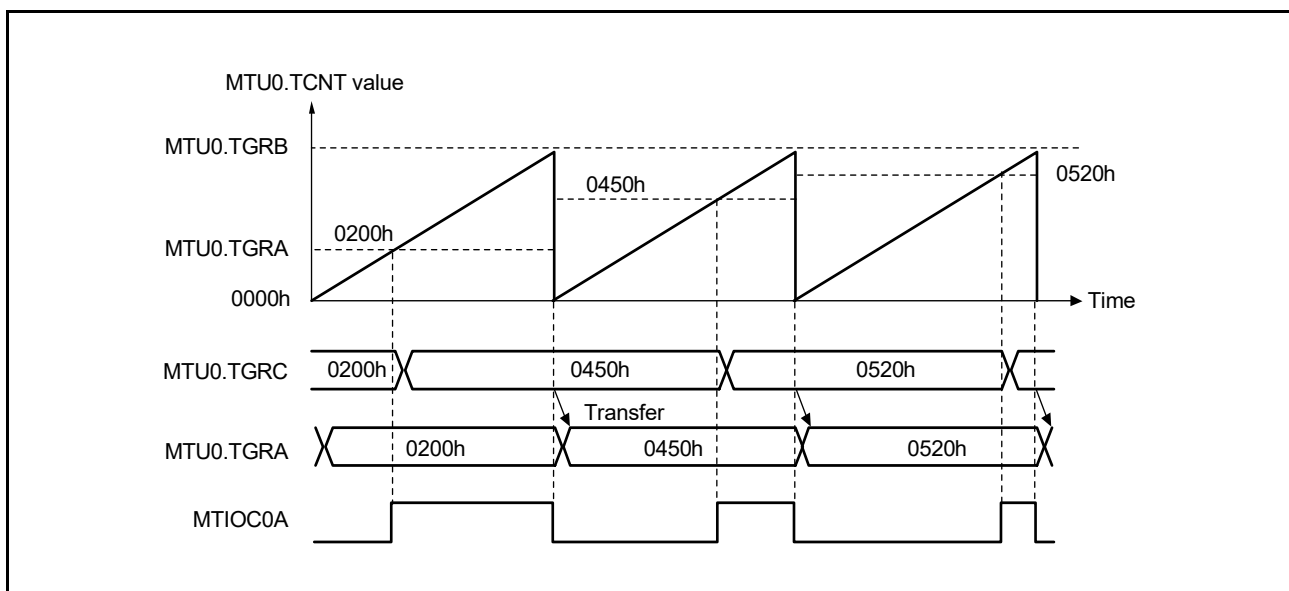 MTU0.TCNT value
MTU0.TGRB
0520h
0450h
0200h
MTU0.TGRA
0000h
Time
MTU0.TGRC 0200h 0450h 0520h
Transfer
MTU0.TGRA 0200h 0450h 0520h
MTIOC0A